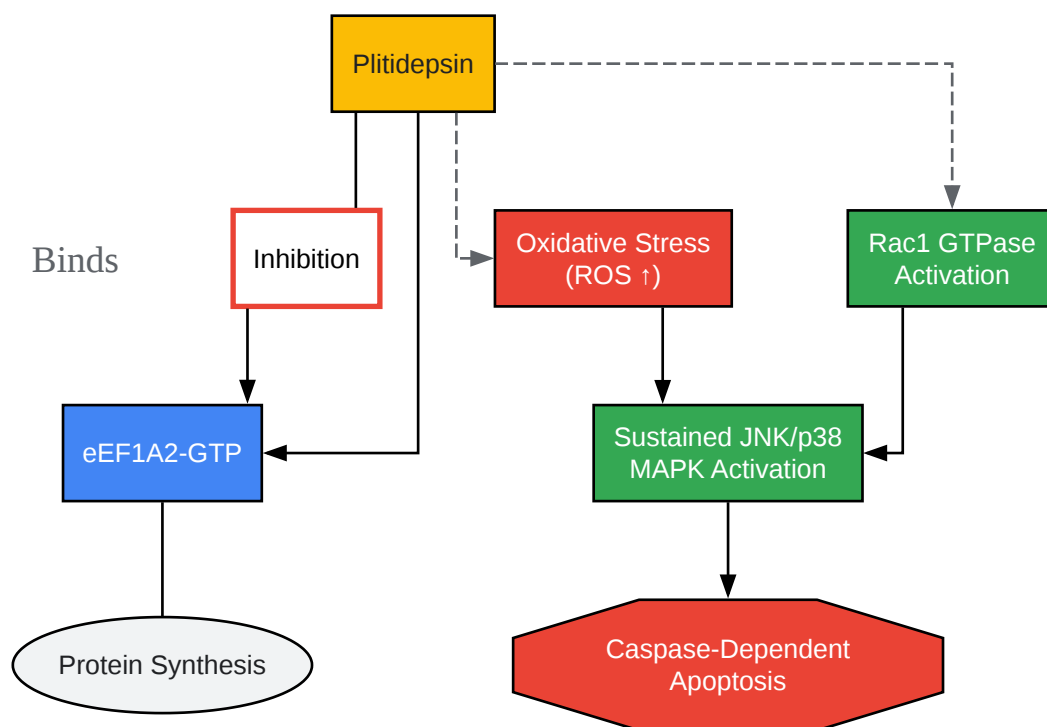 Plitidepsin
Binds
Inhibition
Oxidative Stress
(ROS ↑)
Rac1 GTPase
Activation
eEF1A2-GTP
Sustained JNK/p38
MAPK Activation
Protein Synthesis
Caspase-Dependent
Apoptosis